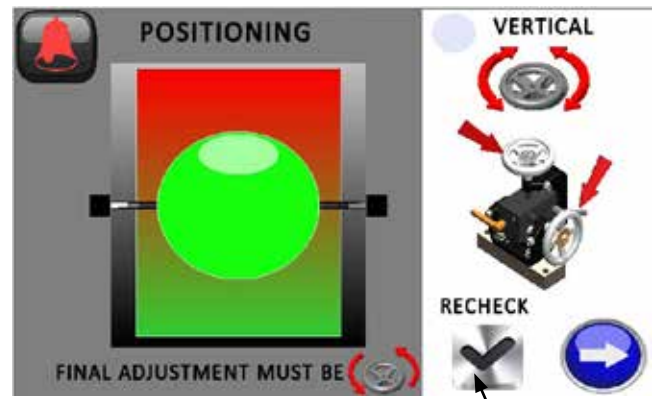 POSITIONING
VERTICAL
RECHECK
FINAL ADJUSTMENT MUST BE